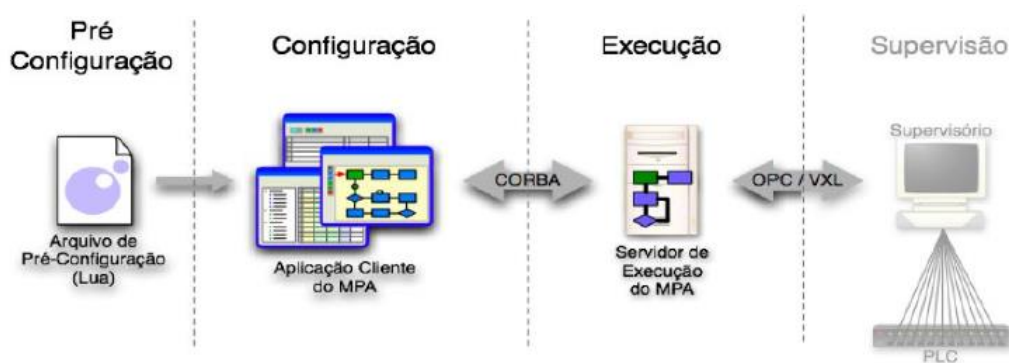 Pré
Configuração
Configuração
Execução
Supervisão
Supervisório
CORBA
OPC / VXL
Arquivo de
Pré-Configuração
(Lua)
Aplicação Cliente
do MPA
Servidor de
Execução
do MPA
PLC